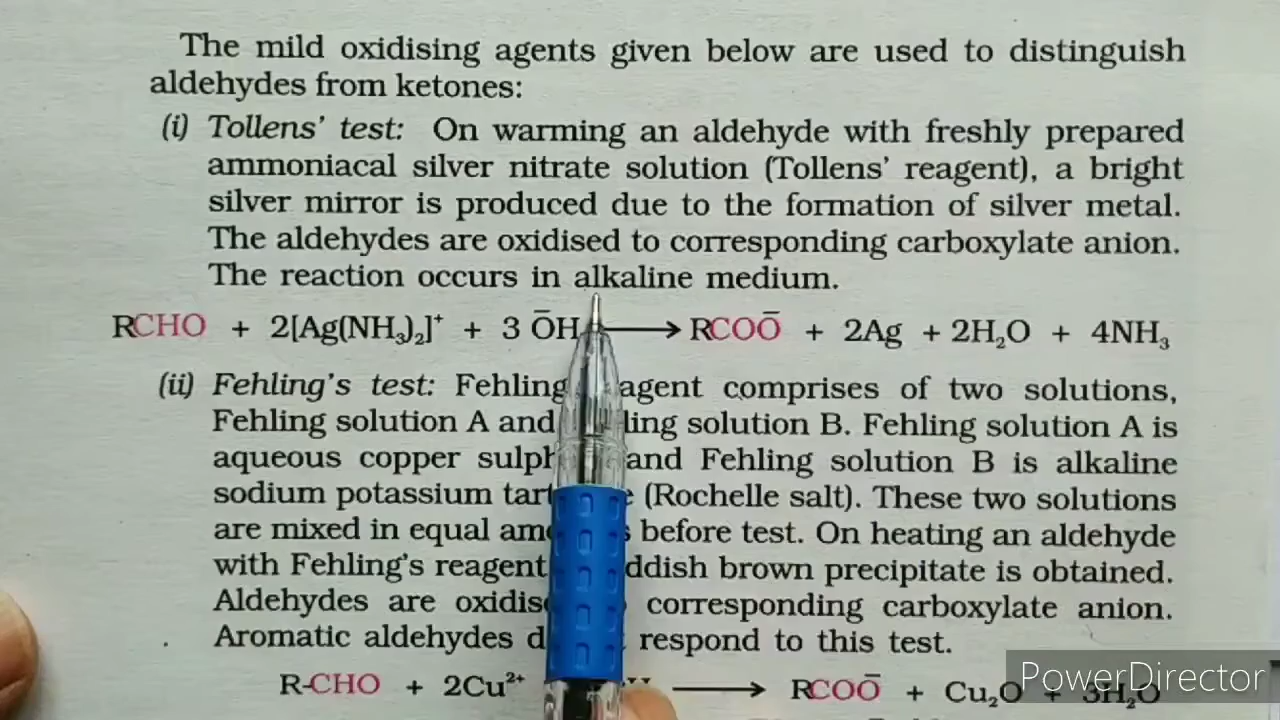 The mild oxidising agents given below are used to distinguish
aldehydes from ketones:
(i) Tollens' test: On warming an aldehyde with freshly prepared
ammoniacal silver nitrate solution (Tollens' reagent), a bright
silver mirror is produced due to the formation of silver metal.
The aldehydes are oxidised to corresponding carboxylate anion.
The reaction occurs in alkaline medium.
RCHO + 2[Ag(NH₃)₂]⁺ + 3 ŌH ⟶ RCOŌ + 2Ag + 2H₂O + 4NH₃
(ii) Fehling's test: Fehling agent comprises of two solutions,
Fehling solution A and ling solution B. Fehling solution A is
aqueous copper sulph and Fehling solution B is alkaline
sodium potassium tart e (Rochelle salt). These two solutions
are mixed in equal am s before test. On heating an aldehyde
with Fehling's reagent ddish brown precipitate is obtained.
Aldehydes are oxidis corresponding carboxylate anion.
Aromatic aldehydes d respond to this test.
R-CHO + 2Cu²⁺ ⟶ RCOŌ + Cu₂O + 3H₂O
PowerDirector